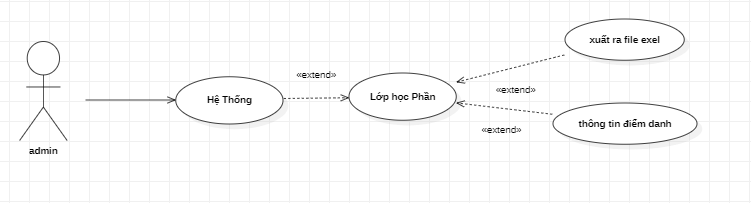 xuất ra file exel
«extend»
«extend»
Hệ Thống
Lớp học Phần
«extend»
thông tin điểm danh
admin